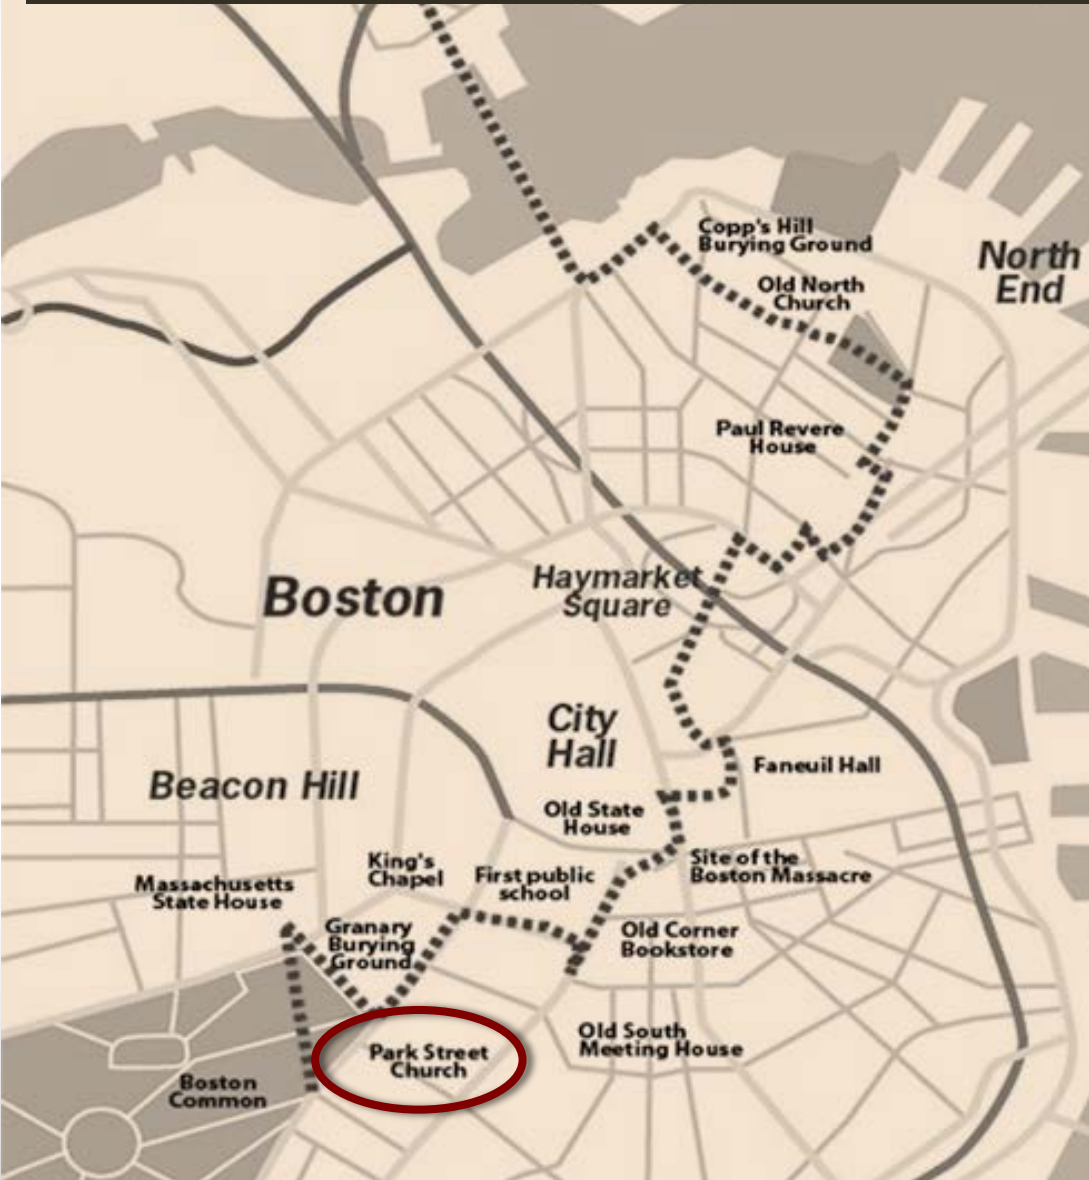 Copp's Hill
Burying Ground
North
End
Old North
Church
Paul Revere
House
Boston
Haymarket
Square
City
Hall
Faneuil Hall
Beacon Hill
Old State
House
King's
Chapel
First public
school
Site of the
Boston Massacre
Massachusetts
State House
Granary
Burying
Ground
Old Corner
Bookstore
Old South
Meeting House
Park Street
Church
Boston
Common